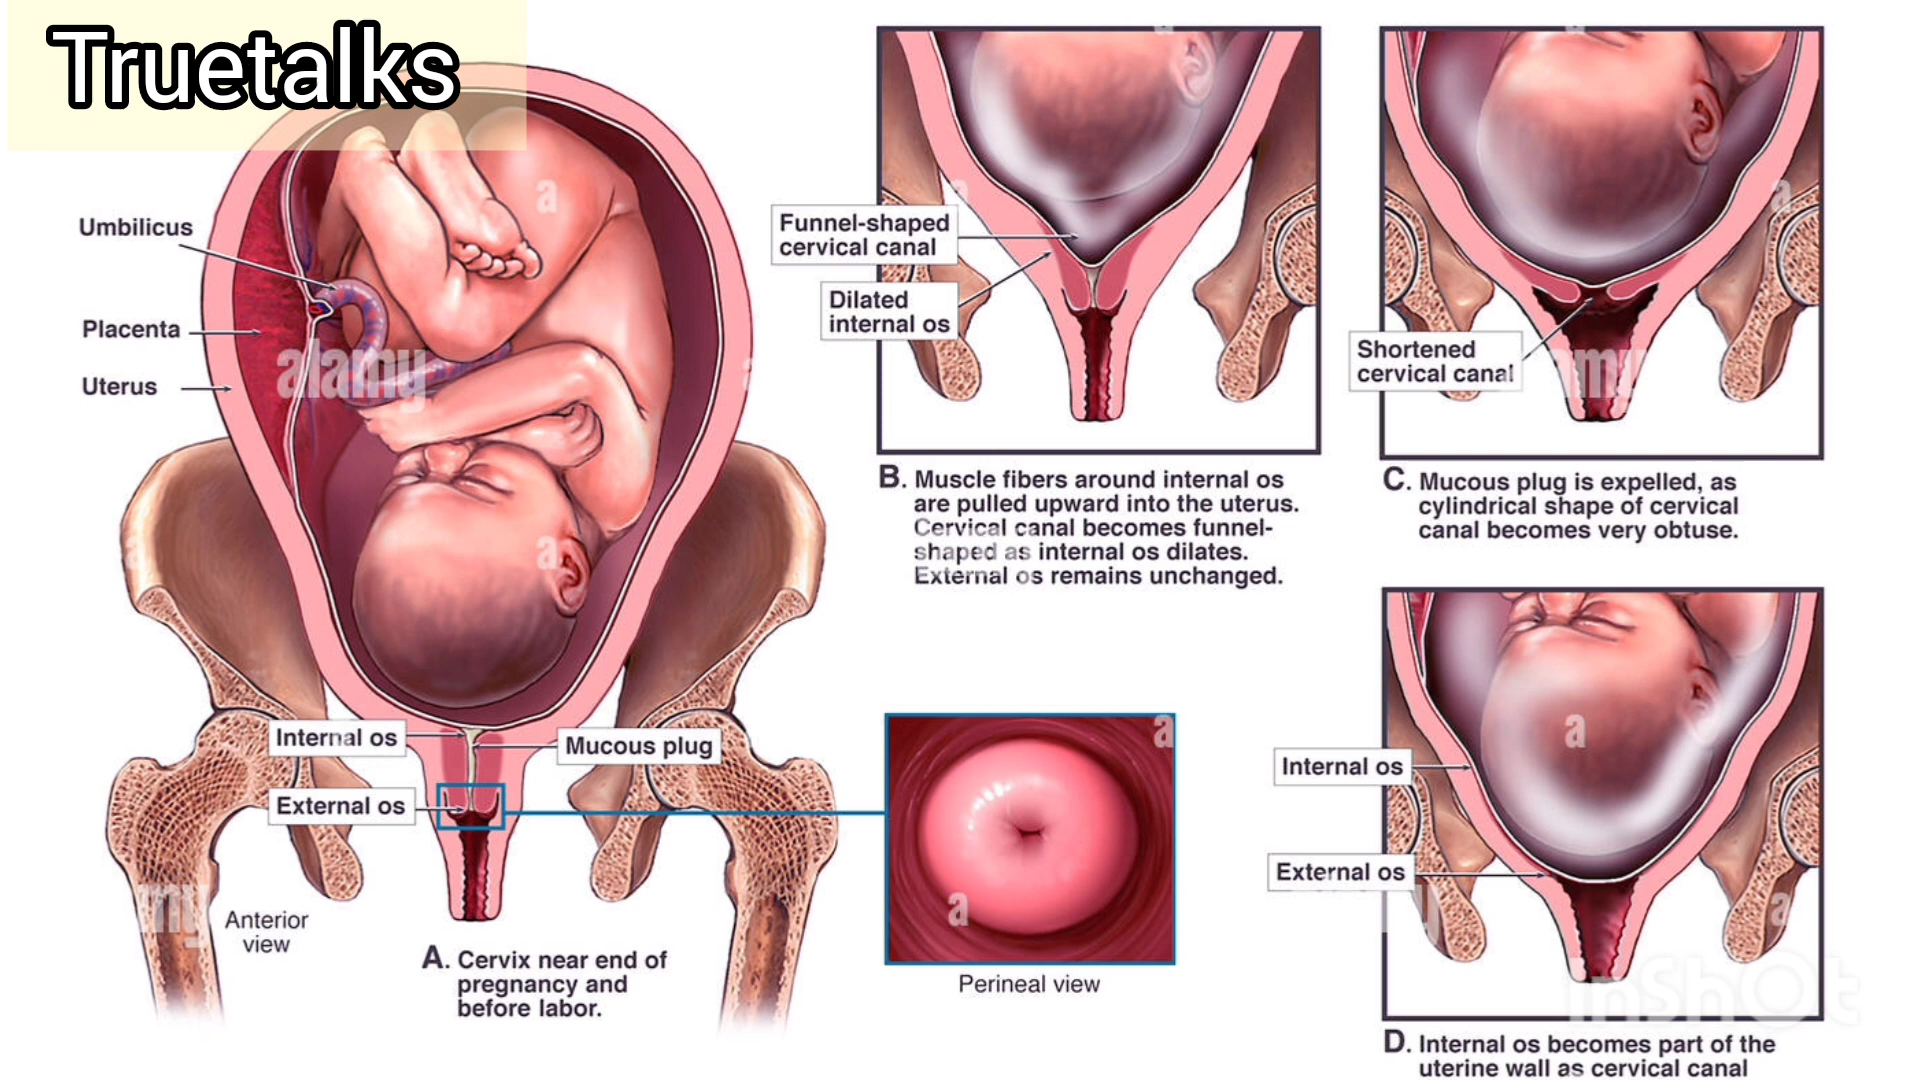 Truetalks
Umbilicus
Placenta
Uterus
alamy
Internal os
Mucous plug
External os
Anterior
view
A. Cervix near end of
pregnancy and
before labor.
Perineal view
Funnel-shaped
cervical canal
Dilated
internal os
B. Muscle fibers around internal os
are pulled upward into the uterus.
Cervical canal becomes funnel-
shaped as internal os dilates.
External os remains unchanged.
Shortened
cervical canal
C. Mucous plug is expelled, as
cylindrical shape of cervical
canal becomes very obtuse.
Internal os
External os
InShOt
D. Internal os becomes part of the
uterine wall as cervical canal